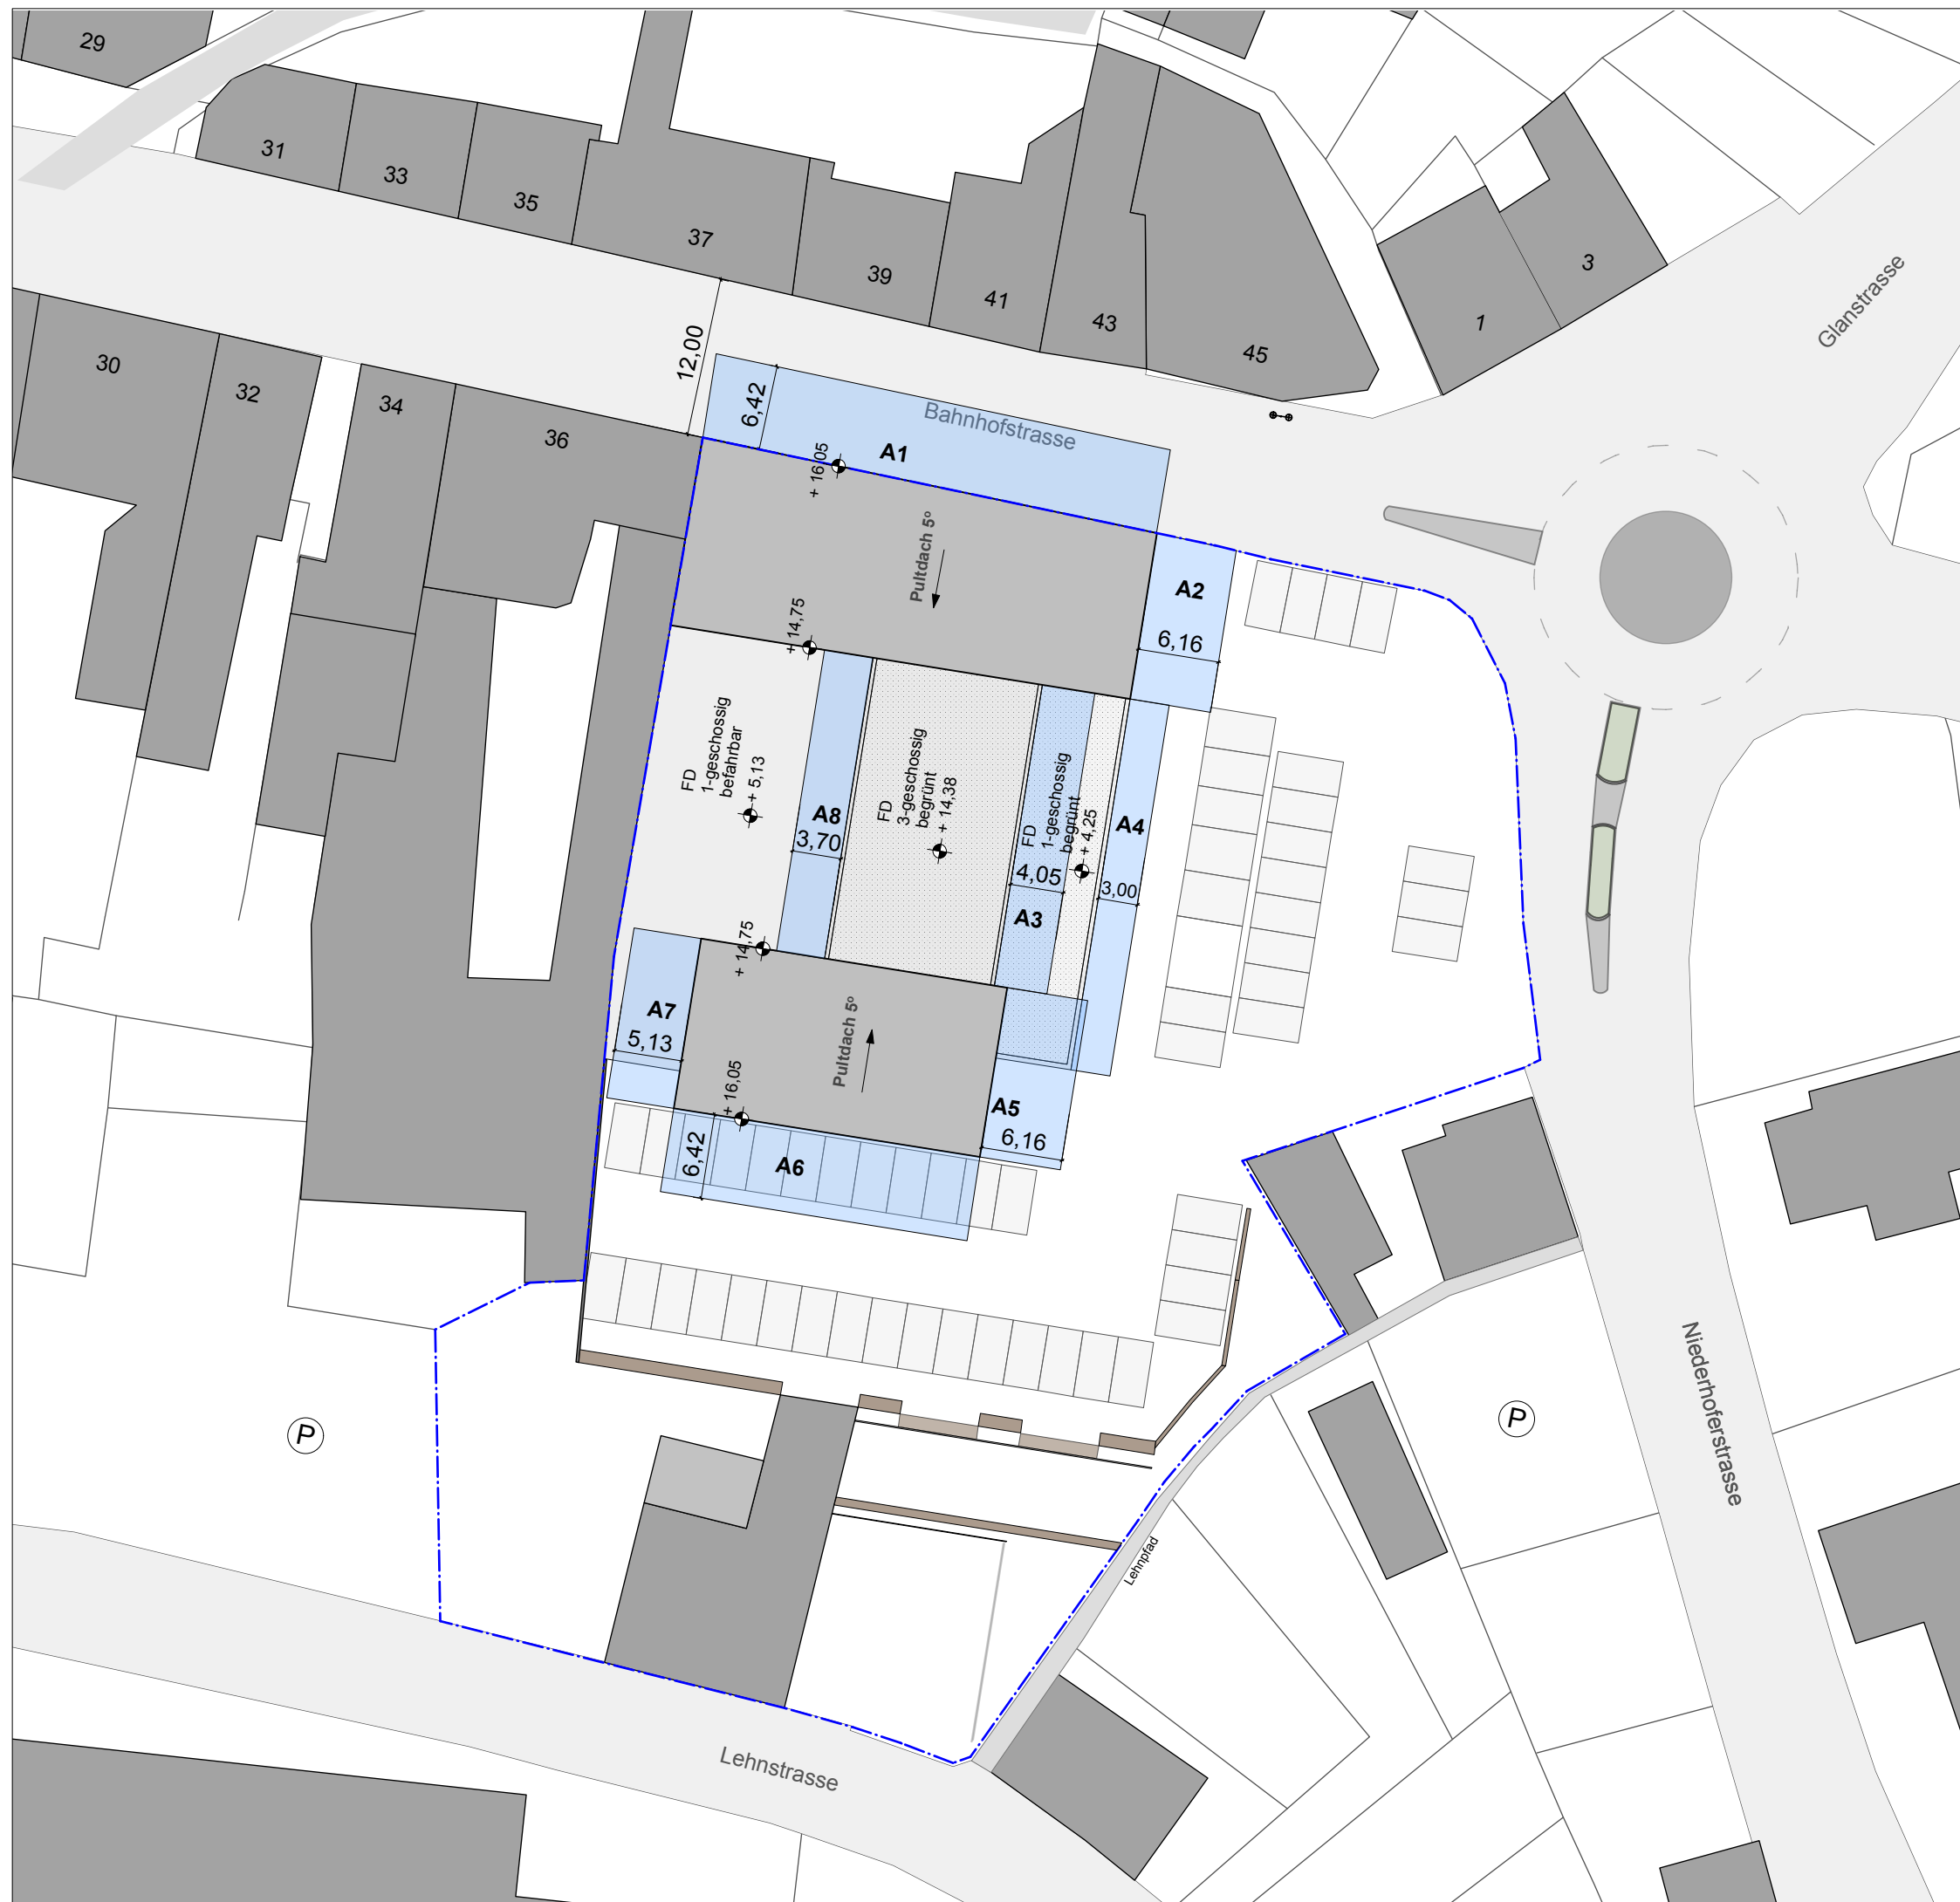 29
31
33
35
37
39
41
43
45
1
3
Glanstrasse
30
32
34
36
12,00
6,42
Bahnhofstrasse
A1
+ 16,05
Pultdach 5°
A2
6,16
+ 14,75
FD
1-geschossig
befahrbar
+ 5,13
A8
3,70
FD
3-geschossig
begrünt
+ 14,38
FD
1-geschossig
begrünt
+ 4,25
4,05
A3
A4
3,00
+ 14,75
A7
5,13
Pultdach 5°
+ 16,05
A5
6,16
6,42
A6
P
P
Niederhoferstrasse
Lehnpfad
Lehnstrasse